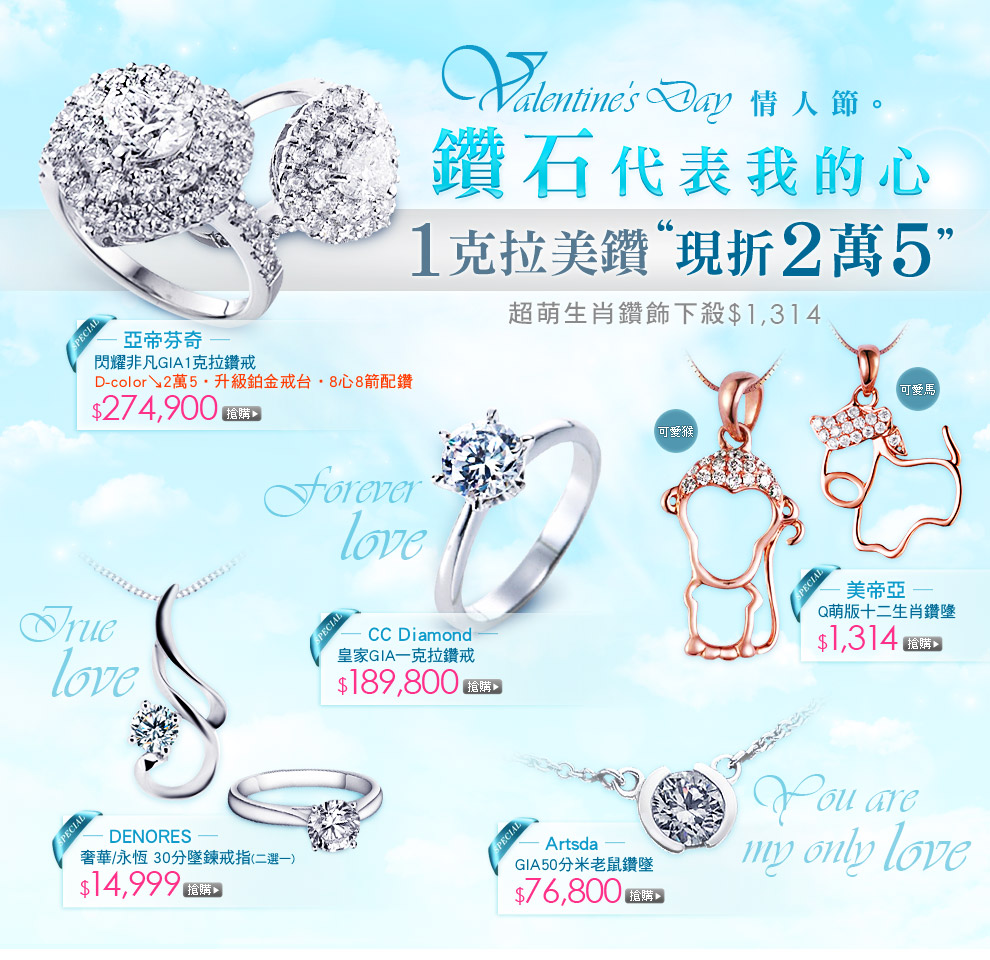 Valentine's Day 情人節。
鑽石代表我的心
1克拉美鑽“現折2萬5”
超萌生肖鑽飾下殺$1,314
SPECIAL
亞帝芬奇
閃耀非凡GIA1克拉鑽戒
D-color↘2萬5‧升級鉑金戒台‧8心8箭配鑽
$274,900 搶購
可愛猴
可愛馬
Forever
love
SPECIAL
美帝亞
Q萌版十二生肖鑽墜
$1,314 搶購
True
love
SPECIAL
CC Diamond
皇家GIA一克拉鑽戒
$189,800 搶購
You are
my only love
SPECIAL
DENORES
奢華/永恆 30分墜鍊戒指(二選一)
$14,999 搶購
SPECIAL
Artsda
GIA50分米老鼠鑽墜
$76,800 搶購